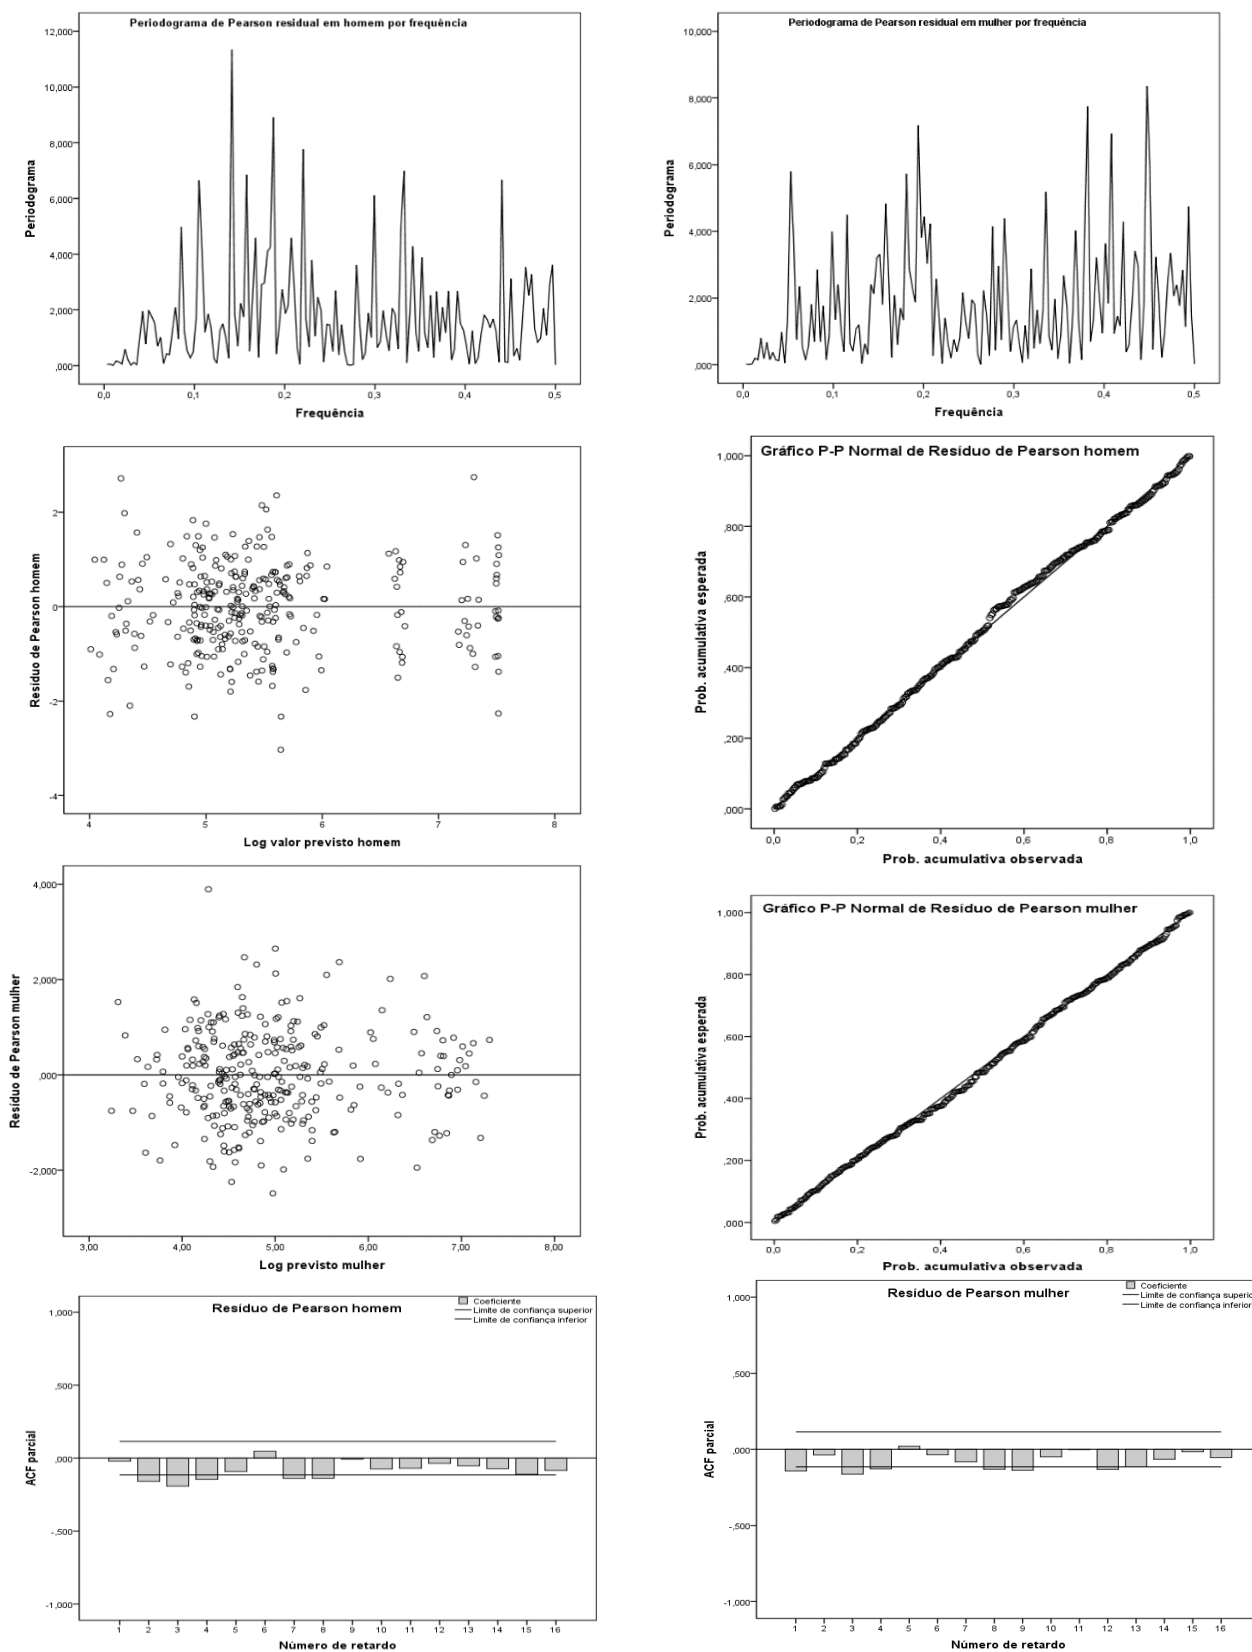 Periodograma de Pearson residual em homem por frequência
12,000
10,000
8,000
6,000
4,000
2,000
,000
Periodograma
0,0 0,1 0,2 0,3 0,4 0,5
Frequência
Periodograma de Pearson residual em mulher por frequência
10,000
8,000
6,000
4,000
2,000
,000
Periodograma
0,0 0,1 0,2 0,3 0,4 0,5
Frequência
2
0
-2
-4
Resíduo de Pearson homem
4 5 6 7 8
Log valor previsto homem
Gráfico P-P Normal de Resíduo de Pearson homem
1,000
,800
,600
,400
,200
,000
Prob. acumulativa esperada
0,0 0,2 0,4 0,6 0,8 1,0
Prob. acumulativa observada
4,000
2,000
,000
-2,000
Resíduo de Pearson mulher
3,00 4,00 5,00 6,00 7,00 8,00
Log previsto mulher
Gráfico P-P Normal de Resíduo de Pearson mulher
1,000
,800
,600
,400
,200
,000
Prob. acumulativa esperada
0,0 0,2 0,4 0,6 0,8 1,0
Prob. acumulativa observada
Resíduo de Pearson homem
Coeficiente
Limite de confiança superior
Limite de confiança inferior
1,000
,500
,000
-,500
-1,000
ACF parcial
1 2 3 4 5 6 7 8 9 10 11 12 13 14 15 16
Número de retardo
Resíduo de Pearson mulher
Coeficiente
Limite de confiança superior
Limite de confiança inferior
1,000
,500
,000
-,500
-1,000
ACF parcial
1 2 3 4 5 6 7 8 9 10 11 12 13 14 15 16
Número de retardo